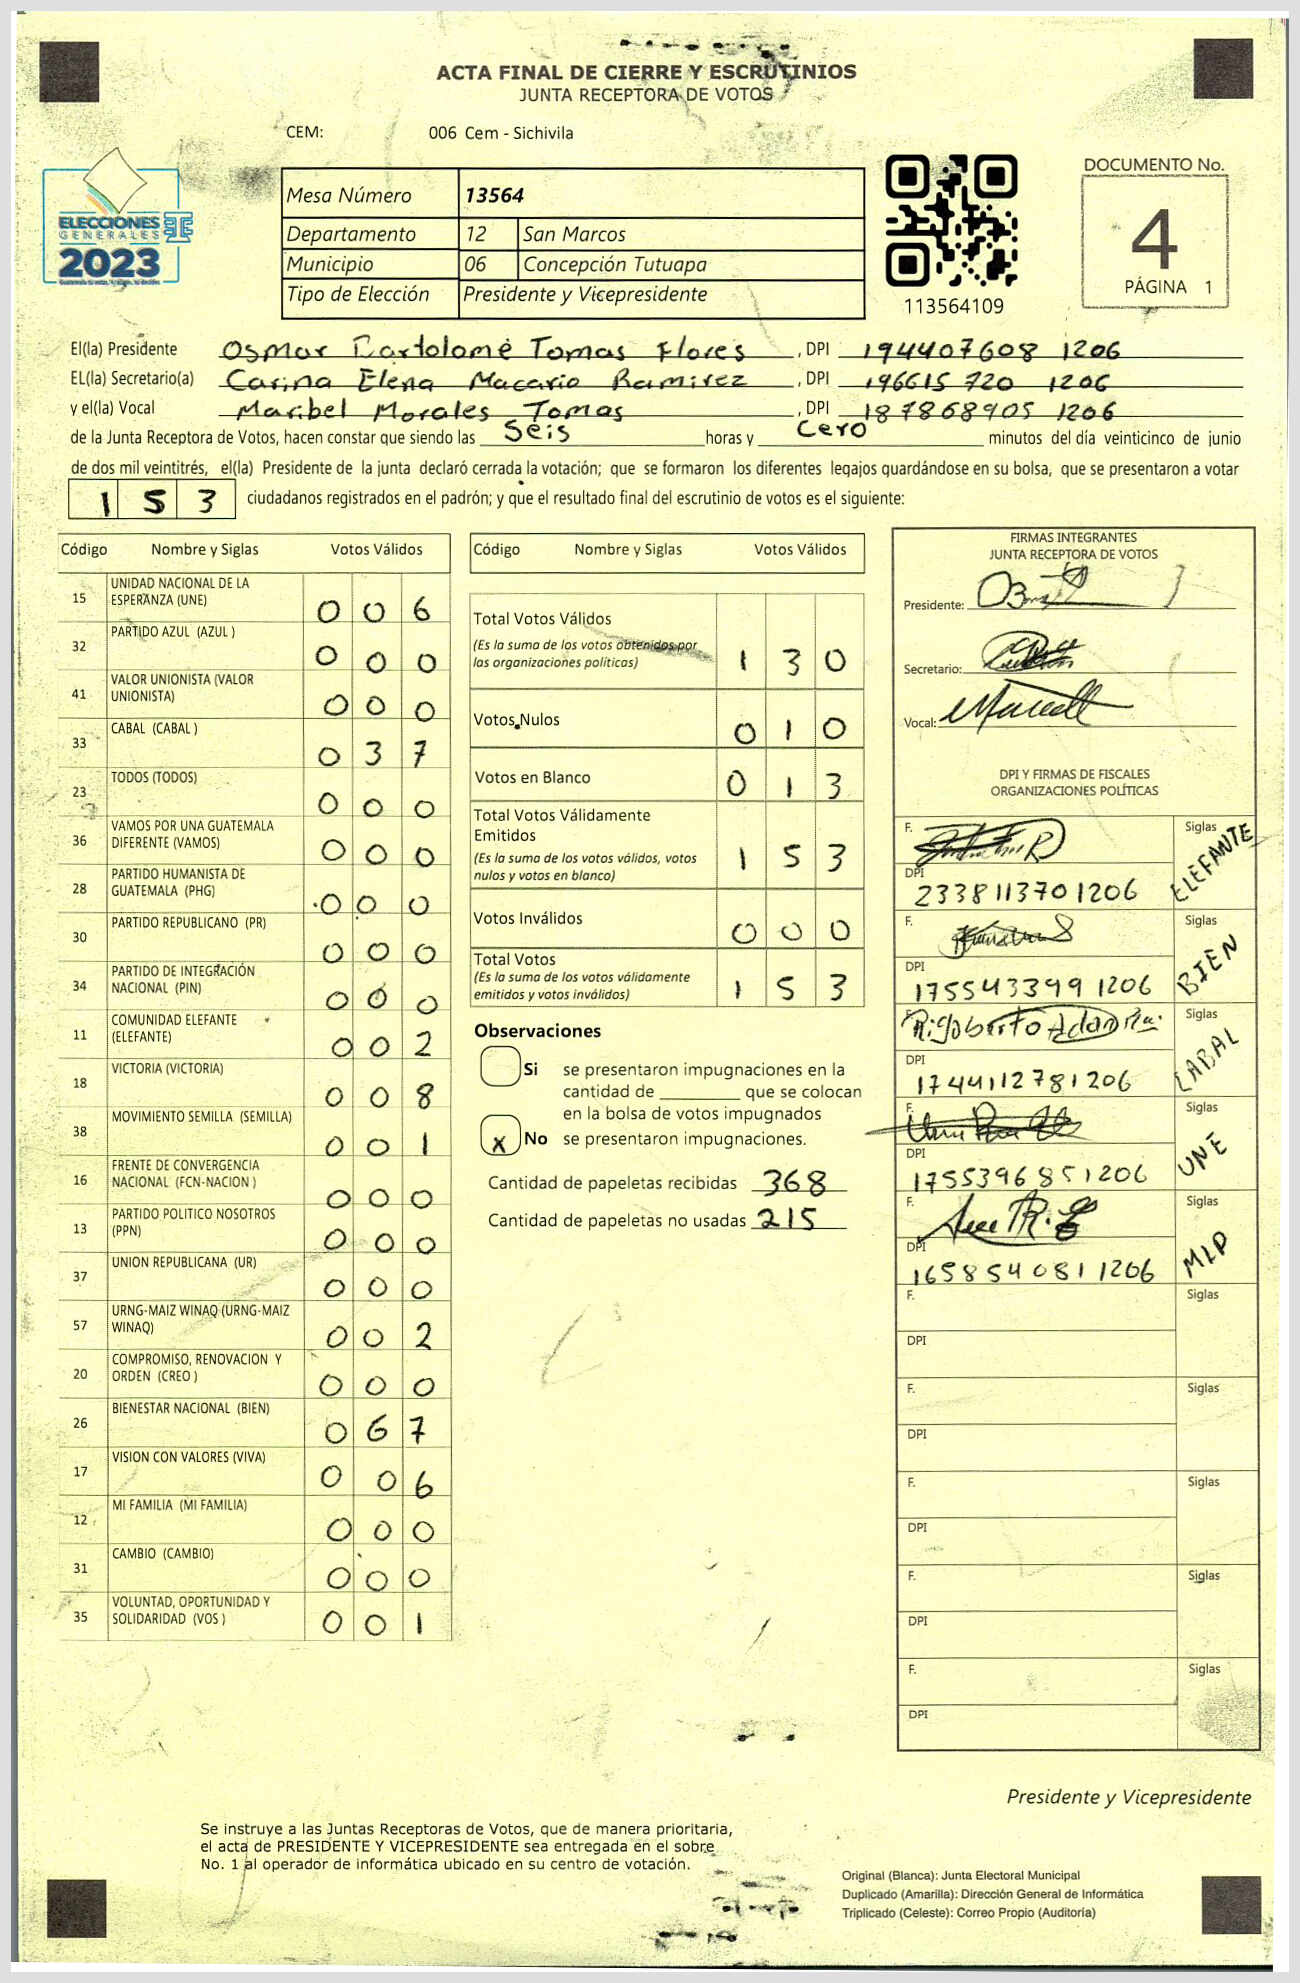 ACTA FINAL DE CIERRE Y ESCRUTINIOS
JUNTA RECEPTORA DE VOTOS
CEM: 006 Cem - Sichivila
DOCUMENTO No.
4
PÁGINA 1
ELECCIONES
GENERALES
2023
Mesa Número 13564
Departamento 12 San Marcos
Municipio 06 Concepción Tutuapa
Tipo de Elección Presidente y Vicepresidente
113564109
El(la) Presidente Osmar Bartolomé Tomas Flores, DPI 194407608 1206
EL(la) Secretario(a) Carina Elena Macario Ramirez, DPI 196615720 1206
y el(la) Vocal Maribel Morales Tomas, DPI 187868905 1206
de la Junta Receptora de Votos, hacen constar que siendo las Seis horas y Cero minutos del día veinticinco de junio
de dos mil veintitrés, el(la) Presidente de la junta declaró cerrada la votación; que se formaron los diferentes legajos guardándose en su bolsa, que se presentaron a votar
153 ciudadanos registrados en el padrón; y que el resultado final del escrutinio de votos es el siguiente:
Código Nombre y Siglas Votos Válidos
15 UNIDAD NACIONAL DE LA
ESPERANZA (UNE) 0 0 6
32 PARTIDO AZUL (AZUL ) 0 0 0
41 VALOR UNIONISTA (VALOR
UNIONISTA) 0 0 0
33 CABAL (CABAL ) 0 3 7
23 TODOS (TODOS) 0 0 0
36 VAMOS POR UNA GUATEMALA
DIFERENTE (VAMOS) 0 0 0
28 PARTIDO HUMANISTA DE
GUATEMALA (PHG) 0 0 0
30 PARTIDO REPUBLICANO (PR) 0 0 0
34 PARTIDO DE INTEGRACIÓN
NACIONAL (PIN) 0 0 0
11 COMUNIDAD ELEFANTE
(ELEFANTE) 0 0 2
18 VICTORIA (VICTORIA) 0 0 8
38 MOVIMIENTO SEMILLA (SEMILLA) 0 0 1
16 FRENTE DE CONVERGENCIA
NACIONAL (FCN-NACION ) 0 0 0
13 PARTIDO POLITICO NOSOTROS
(PPN) 0 0 0
37 UNION REPUBLICANA (UR) 0 0 0
57 URNG-MAIZ WINAQ (URNG-MAIZ
WINAQ) 0 0 2
20 COMPROMISO, RENOVACION Y
ORDEN (CREO ) 0 0 0
26 BIENESTAR NACIONAL (BIEN) 0 6 7
17 VISION CON VALORES (VIVA) 0 0 6
12 MI FAMILIA (MI FAMILIA) 0 0 0
31 CAMBIO (CAMBIO) 0 0 0
35 VOLUNTAD, OPORTUNIDAD Y
SOLIDARIDAD (VOS ) 0 0 1
Código Nombre y Siglas Votos Válidos
Total Votos Válidos
(Es la suma de los votos obtenidos por
las organizaciones políticas) 1 3 0
Votos Nulos 0 1 0
Votos en Blanco 0 1 3
Total Votos Válidamente
Emitidos
(Es la suma de los votos válidos, votos
nulos y votos en blanco) 1 5 3
Votos Inválidos 0 0 0
Total Votos
(Es la suma de los votos válidamente
emitidos y votos inválidos) 1 5 3
Observaciones
Si se presentaron impugnaciones en la
cantidad de ________ que se colocan
en la bolsa de votos impugnados
X No se presentaron impugnaciones.
Cantidad de papeletas recibidas 368
Cantidad de papeletas no usadas 215
FIRMAS INTEGRANTES
JUNTA RECEPTORA DE VOTOS
Presidente:
Secretario:
Vocal:
DPI Y FIRMAS DE FISCALES
ORGANIZACIONES POLÍTICAS
F. Siglas ELEFANTE
DPI 2338113701206
F. Siglas BIEN
DPI 175543399 1206
F. Rigoberto Siglas CABAL
DPI 1744112781206
F. Siglas UNE
DPI 1755396851206
F. Siglas MLP
DPI 1658540811206
F. Siglas
DPI
F. Siglas
DPI
F. Siglas
DPI
F. Siglas
DPI
F. Siglas
DPI
Presidente y Vicepresidente
Se instruye a las Juntas Receptoras de Votos, que de manera prioritaria,
el acta de PRESIDENTE Y VICEPRESIDENTE sea entregada en el sobre
No. 1 al operador de informática ubicado en su centro de votación.
Original (Blanca): Junta Electoral Municipal
Duplicado (Amarilla): Dirección General de Informática
Triplicado (Celeste): Correo Propio (Auditoría)